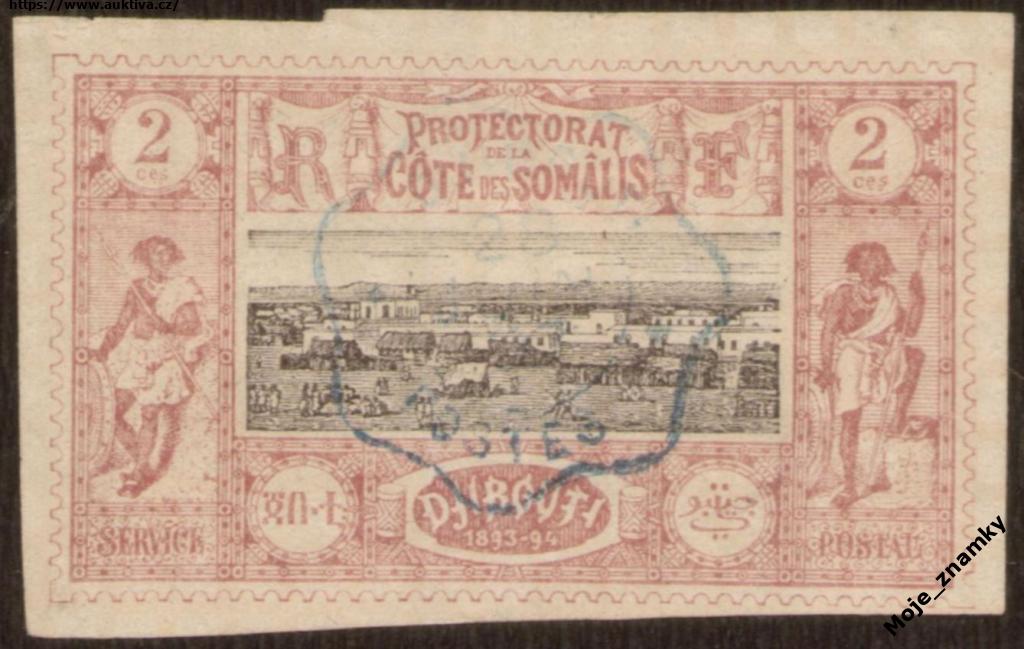 https://www.auktiva.cz/
2
ces
R
PROTECTORAT
DE LA
CÔTE DES SOMÂLIS
F
2
ces
POSTES
SERVICE
DJIBOUTI
1893-94
POSTAL
Moje_znamky